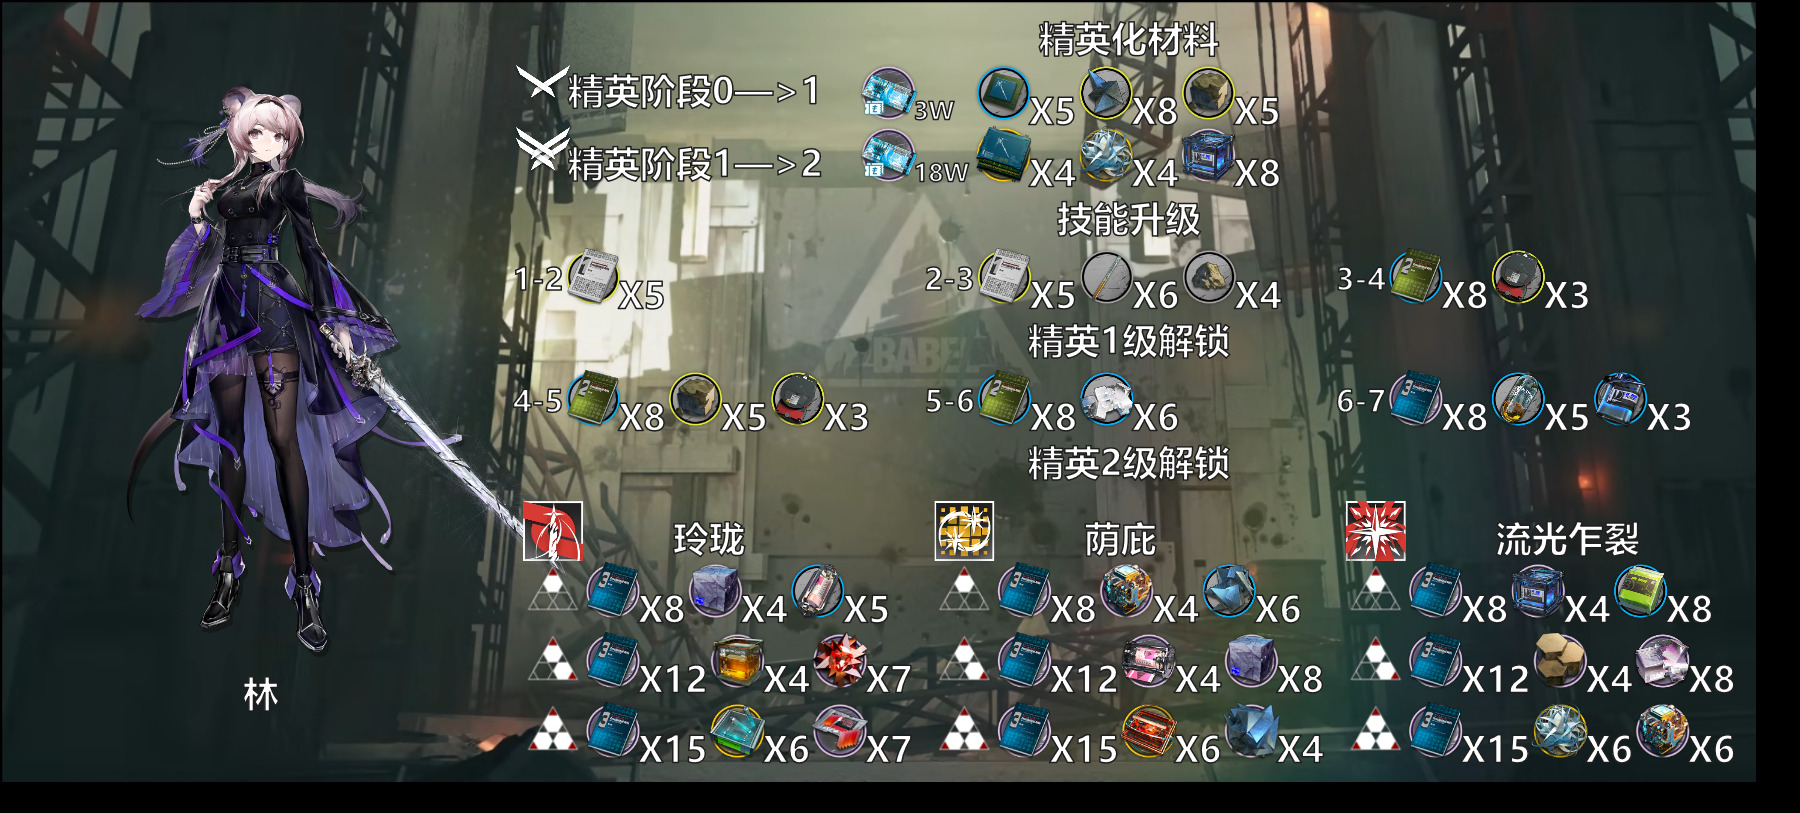 精英化材料
精英阶段0—>1 3W X5 X8 X5
精英阶段1—>2 18W X4 X4 X8
技能升级
1-2 X5 2-3 X5 X6 X4 3-4 X8 X3
BABEL
精英1级解锁
4-5 X8 X5 X3 5-6 X8 X6 6-7 X8 X5 X3
精英2级解锁
玲珑 荫庇 流光乍裂
X8 X4 X5 X8 X4 X6 X8 X4 X8
X12 X4 X7 X12 X4 X8 X12 X4 X8
林
X15 X6 X7 X15 X6 X4 X15 X6 X6